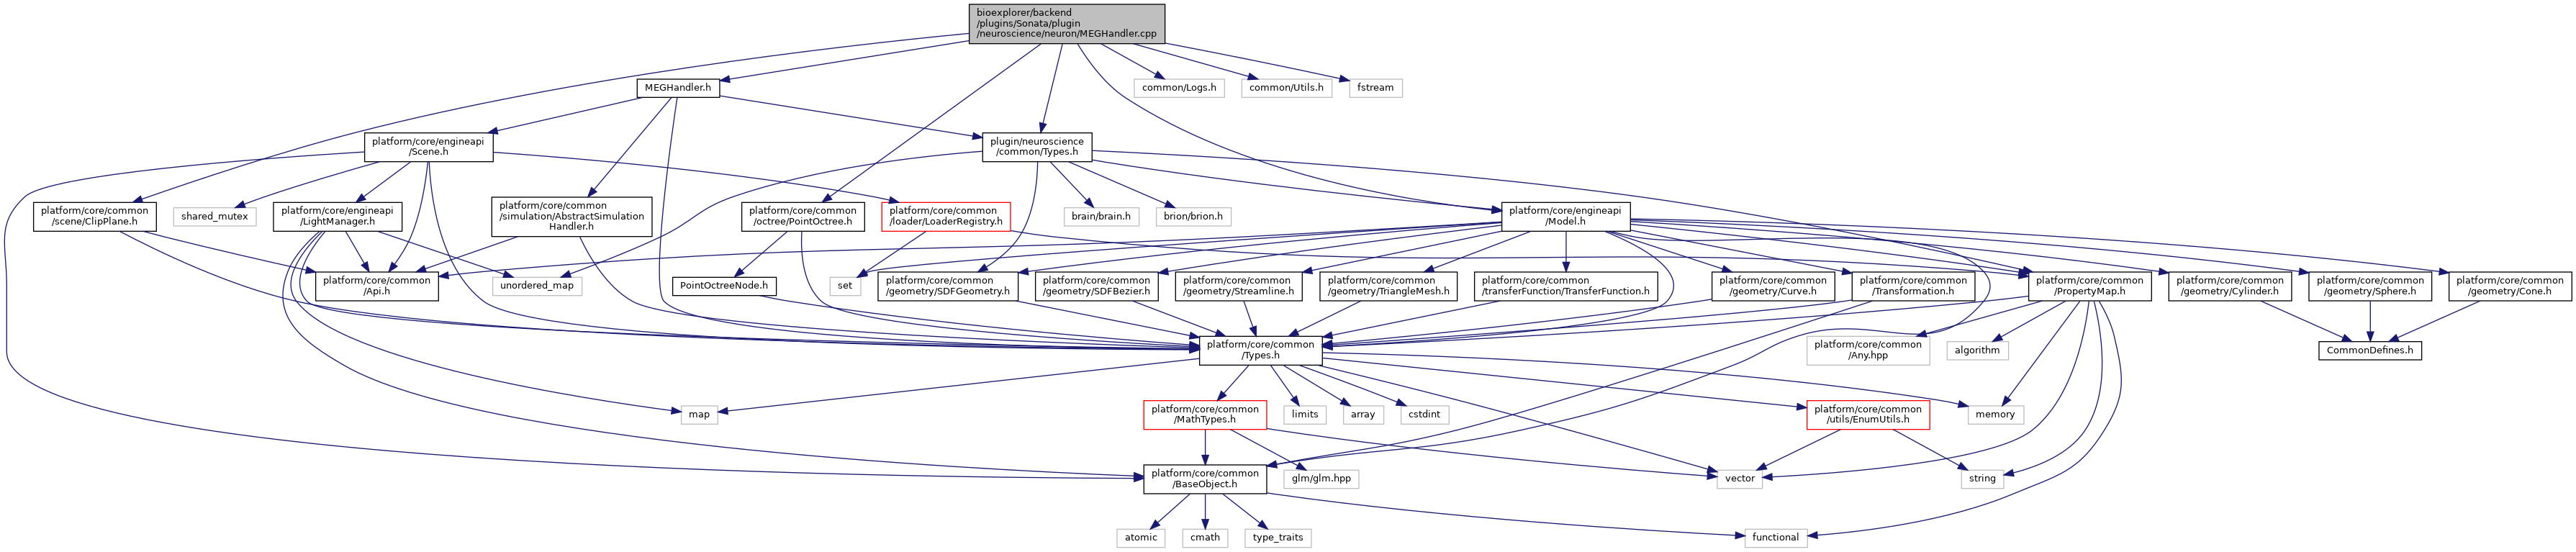 bioexplorer/backend
/plugins/Sonata/plugin
/neuroscience/neuron/MEGHandler.cpp
MEGHandler.h
common/Logs.h
common/Utils.h
fstream
platform/core/engineapi
/Scene.h
plugin/neuroscience
/common/Types.h
platform/core/common
/scene/ClipPlane.h
shared_mutex
platform/core/engineapi
/LightManager.h
platform/core/common
/simulation/AbstractSimulation
Handler.h
platform/core/common
/octree/PointOctree.h
platform/core/common
/loader/LoaderRegistry.h
brain/brain.h
brion/brion.h
platform/core/engineapi
/Model.h
platform/core/common
/Api.h
unordered_map
PointOctreeNode.h
set
platform/core/common
/geometry/SDFGeometry.h
platform/core/common
/geometry/SDFBezier.h
platform/core/common
/geometry/Streamline.h
platform/core/common
/geometry/TriangleMesh.h
platform/core/common
/transferFunction/TransferFunction.h
platform/core/common
/geometry/Curve.h
platform/core/common
/Transformation.h
platform/core/common
/PropertyMap.h
platform/core/common
/geometry/Cylinder.h
platform/core/common
/geometry/Sphere.h
platform/core/common
/geometry/Cone.h
platform/core/common
/Types.h
platform/core/common
/Any.hpp
algorithm
CommonDefines.h
map
platform/core/common
/MathTypes.h
limits
array
cstdint
platform/core/common
/utils/EnumUtils.h
memory
platform/core/common
/BaseObject.h
glm/glm.hpp
vector
string
atomic
cmath
type_traits
functional